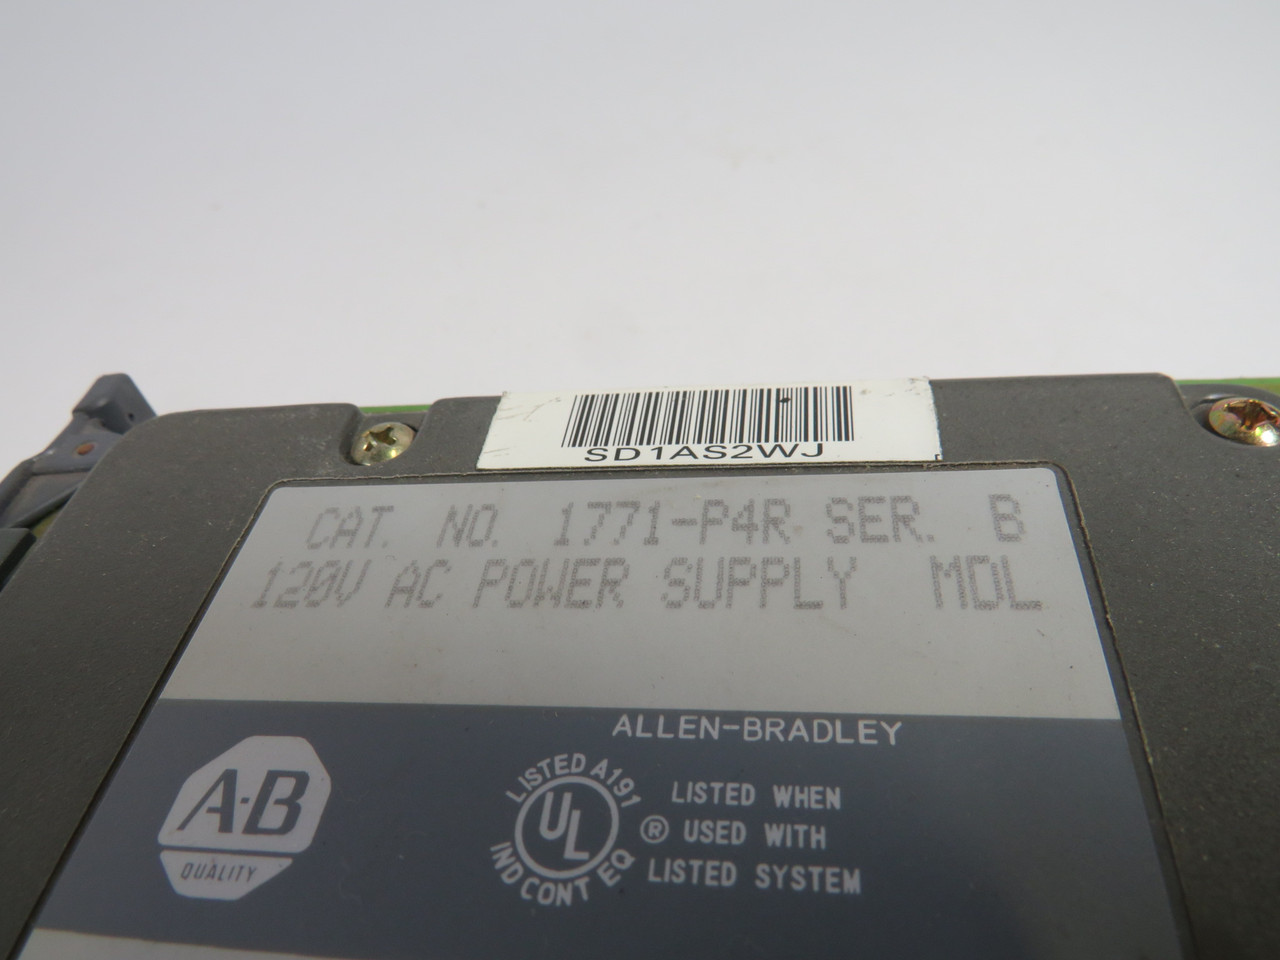 SD1AS2WJ
CAT. NO. 1771-P4R SER. B
120V AC POWER SUPPLY MDL
ALLEN-BRADLEY
A-B
QUALITY
LISTED A191
UL
IND CONT EQ
®
LISTED WHEN
USED WITH
LISTED SYSTEM